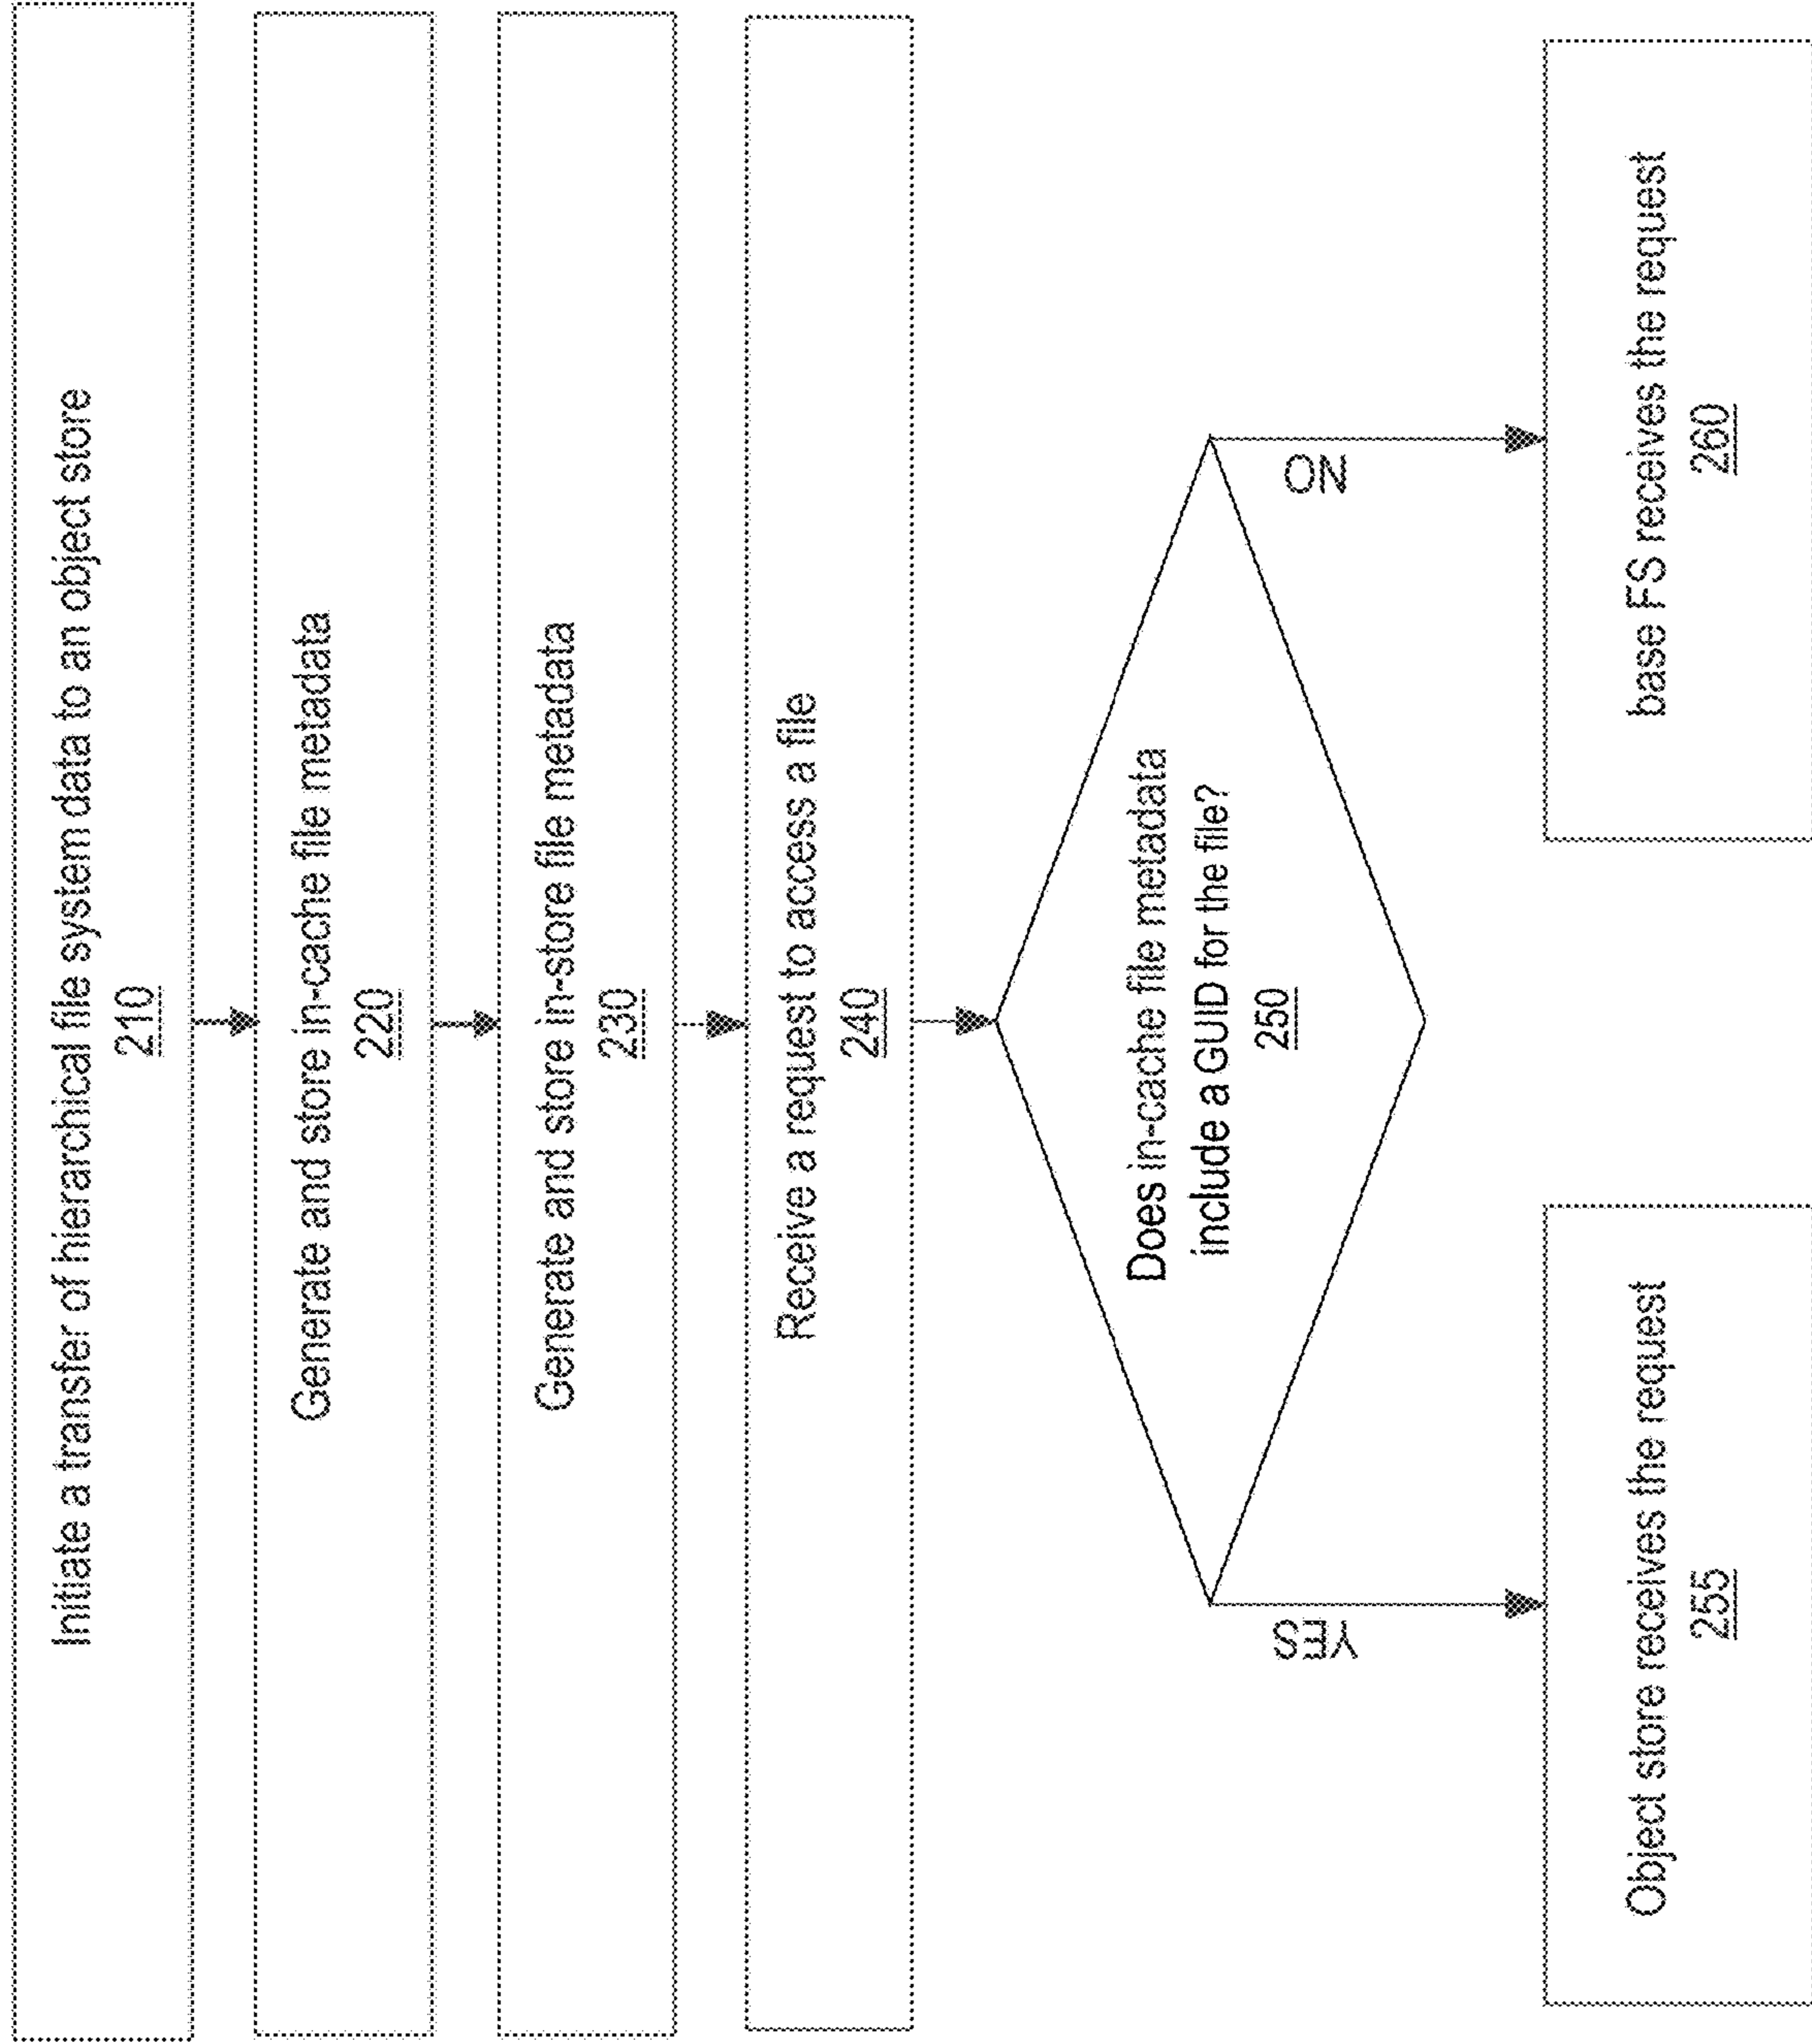 Initiate a transfer of hierarchical file system data to an object store
210
Generate and store in-cache file metadata
220
Generate and store in-store file metadata
230
Receive a request to access a file
240
Does in-cache file metadata
include a GUID for the file?
250
YES
NO
Object store receives the request
255
base FS receives the request
260